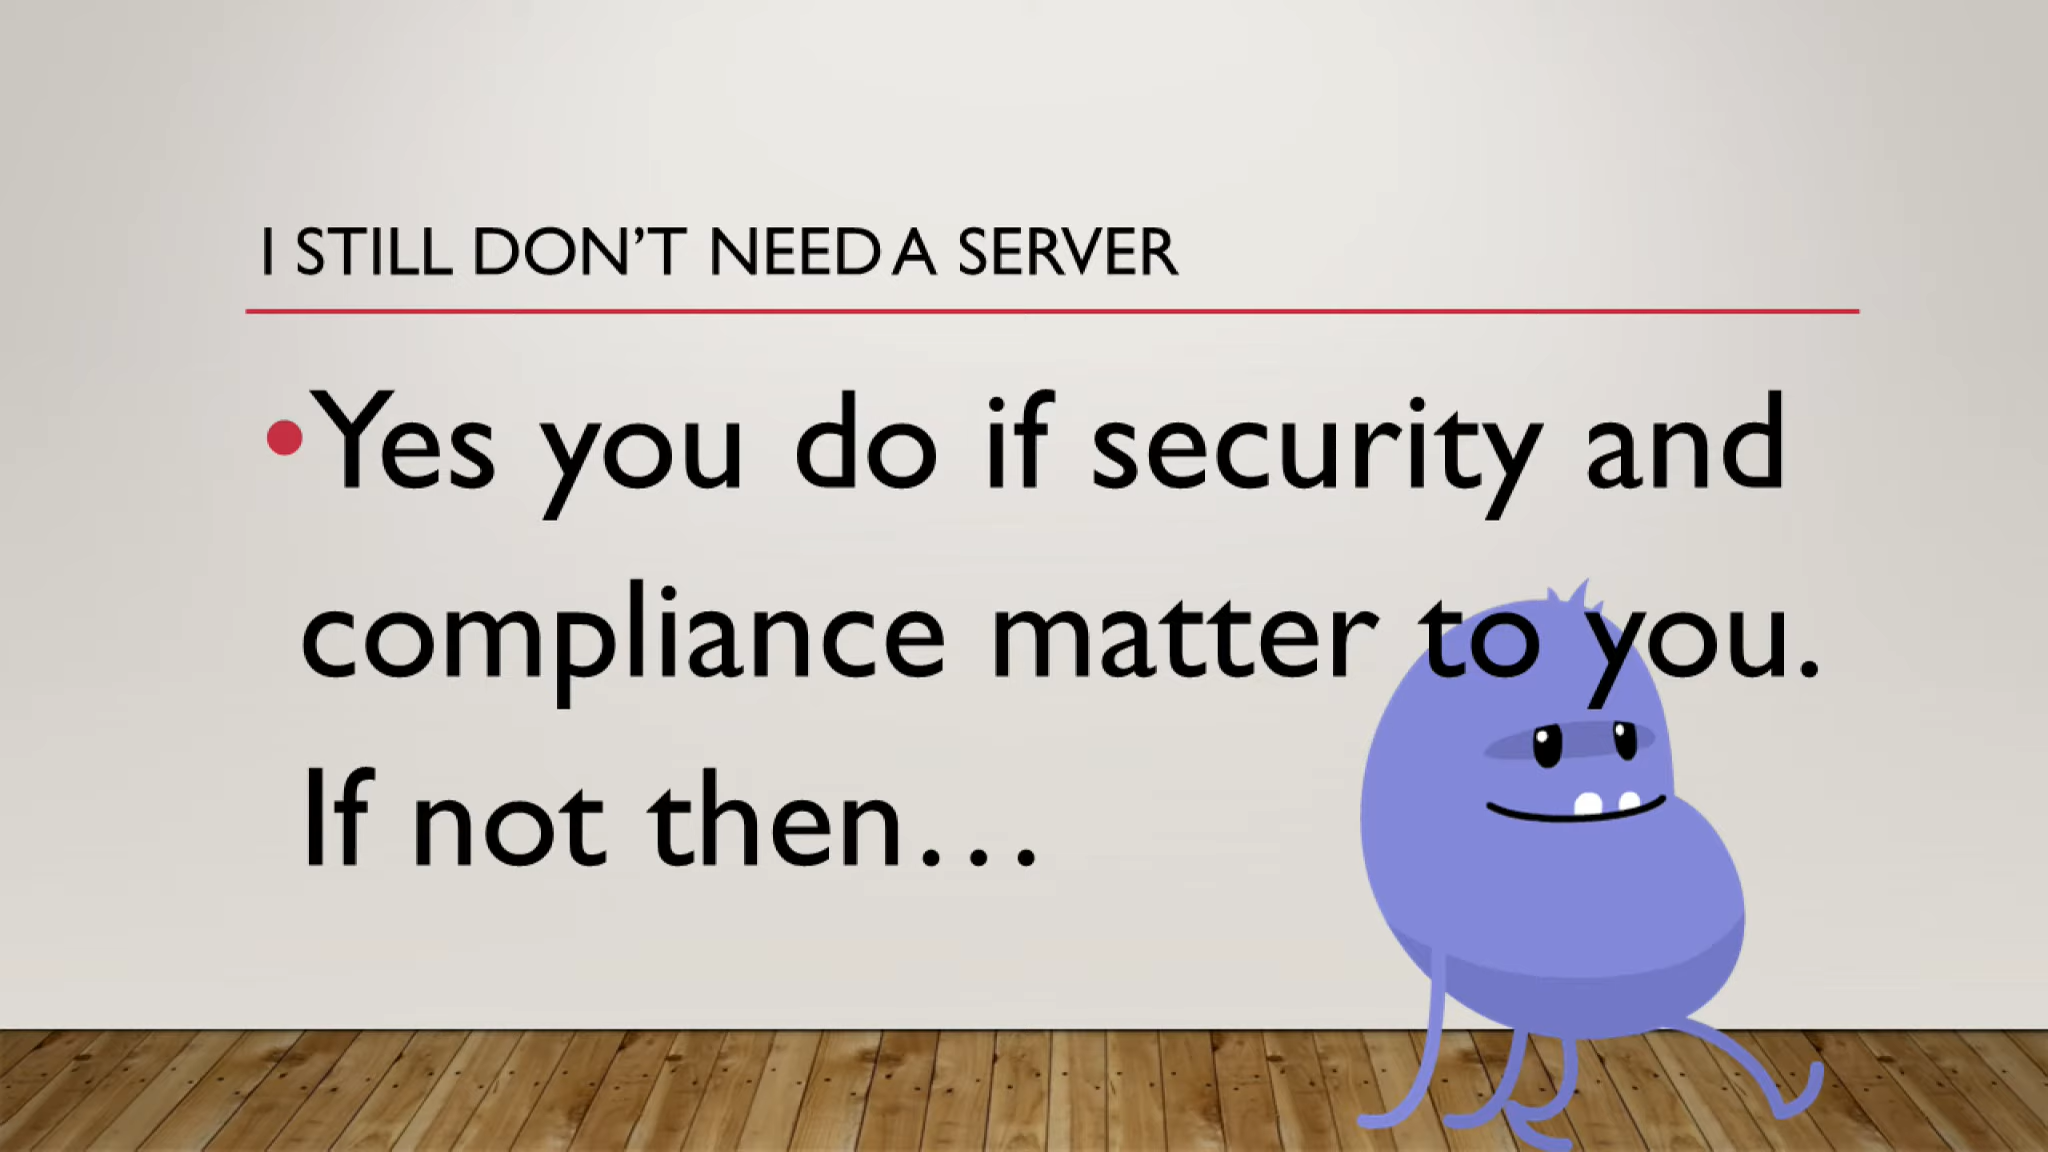 I STILL DON’T NEED A SERVER
•Yes you do if security and
compliance matter to you.
If not then…